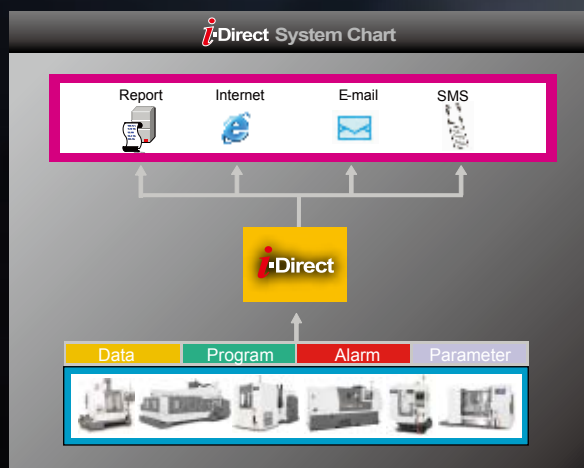 i-Direct System Chart
Report Internet E-mail SMS
i-Direct
Data Program Alarm Parameter